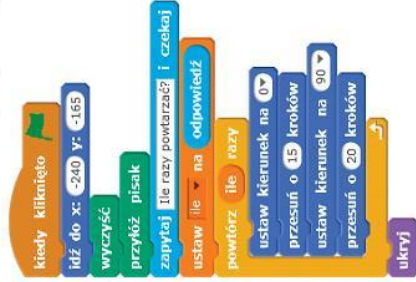 kiedy kliknięto
idź do x: -240 y: -165
wyczyść
przyłóż pisak
zapytaj Ile razy powtarzać? i czekaj
ustaw ile na odpowiedź
powtórz ile razy
ustaw kierunek na 0
przesuń o 15 kroków
ustaw kierunek na 90
przesuń o 20 kroków
ukryj